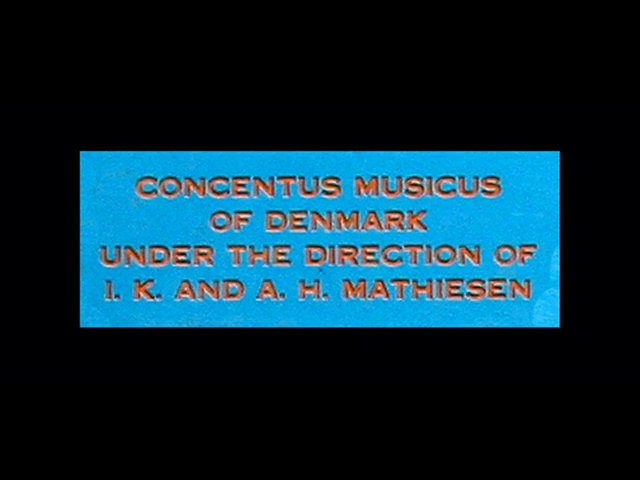 CONCENTUS MUSICUS
OF DENMARK
UNDER THE DIRECTION OF
I. K. AND A. H. MATHIESEN